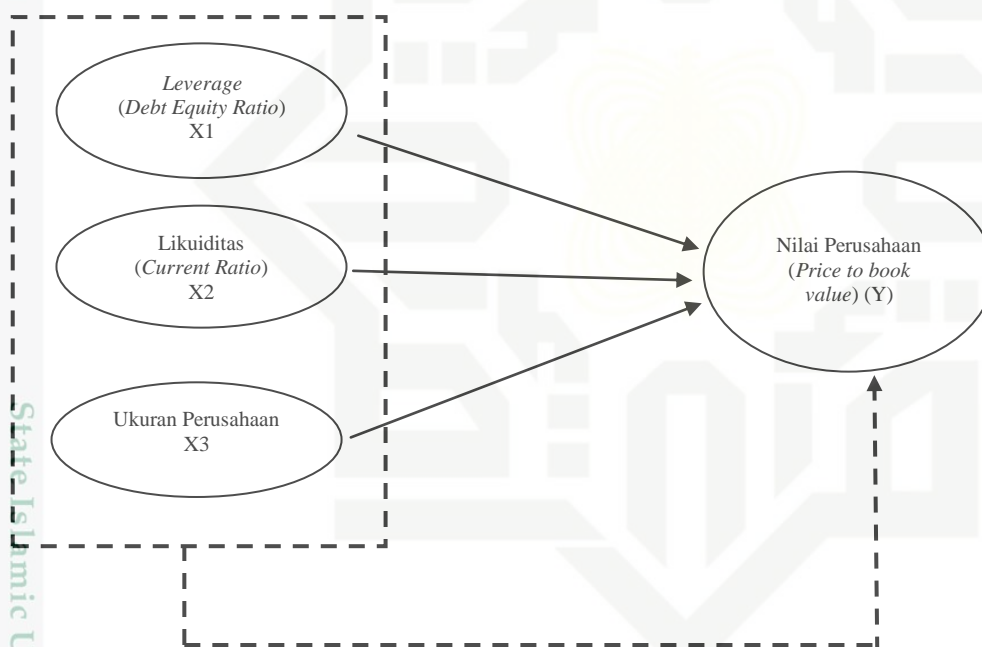 Leverage
(Debt Equity Ratio)
X1
Likuiditas
(Current Ratio)
X2
Ukuran Perusahaan
X3
Nilai Perusahaan
(Price to book
value) (Y)
State Islamic U